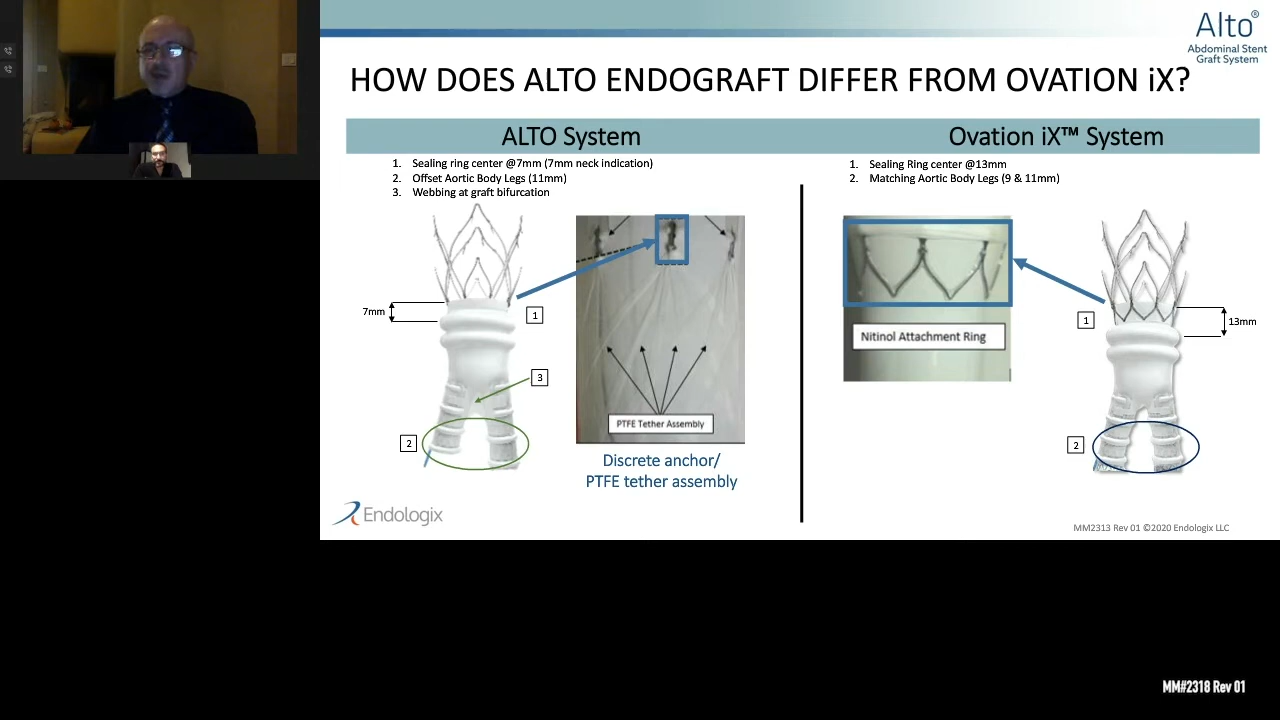 Alto®
Abdominal Stent
Graft System
HOW DOES ALTO ENDOGRAFT DIFFER FROM OVATION iX?
ALTO System
1. Sealing ring center @7mm (7mm neck indication)
2. Offset Aortic Body Legs (11mm)
3. Webbing at graft bifurcation
7mm
1
3
2
PTFE Tether Assembly
Discrete anchor/
PTFE tether assembly
Ovation iX™ System
1. Sealing Ring center @13mm
2. Matching Aortic Body Legs (9 & 11mm)
Nitinol Attachment Ring
1
13mm
2
Endologix
MM2313 Rev 01 ©2020 Endologix LLC
MM#2318 Rev 01